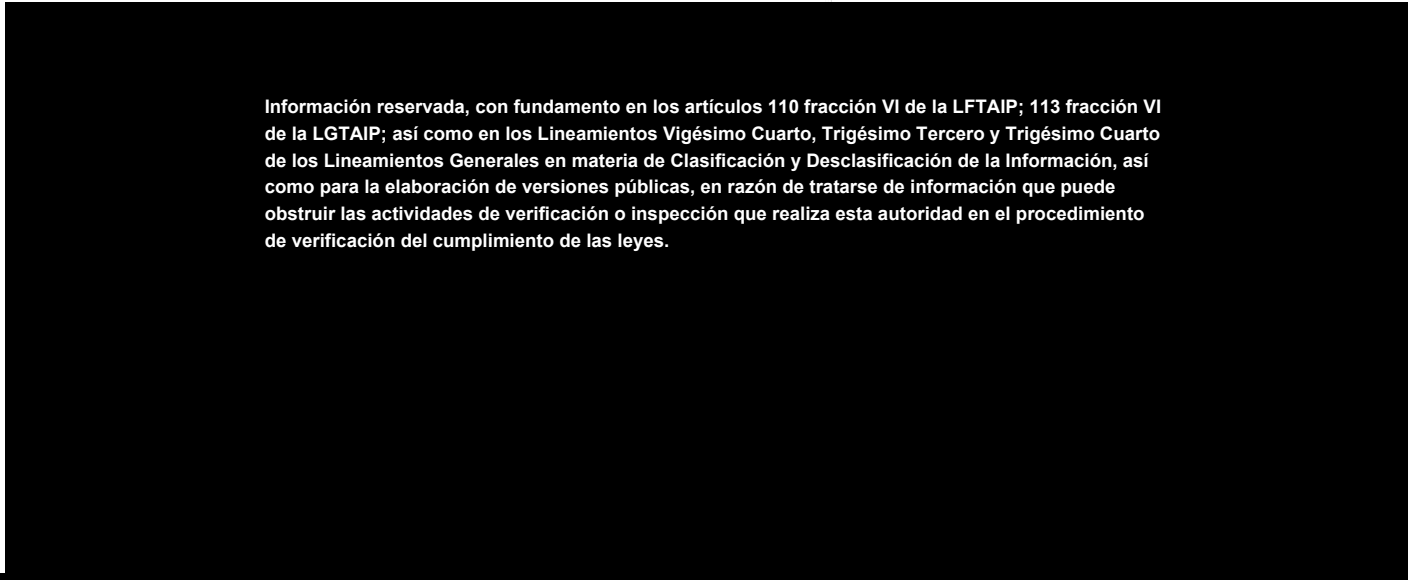 Información reservada, con fundamento en los artículos 110 fracción VI de la LFTAIP; 113 fracción VI
de la LGTAIP; así como en los Lineamientos Vigésimo Cuarto, Trigésimo Tercero y Trigésimo Cuarto
de los Lineamientos Generales en materia de Clasificación y Desclasificación de la Información, así
como para la elaboración de versiones públicas, en razón de tratarse de información que puede
obstruir las actividades de verificación o inspección que realiza esta autoridad en el procedimiento
de verificación del cumplimiento de las leyes.